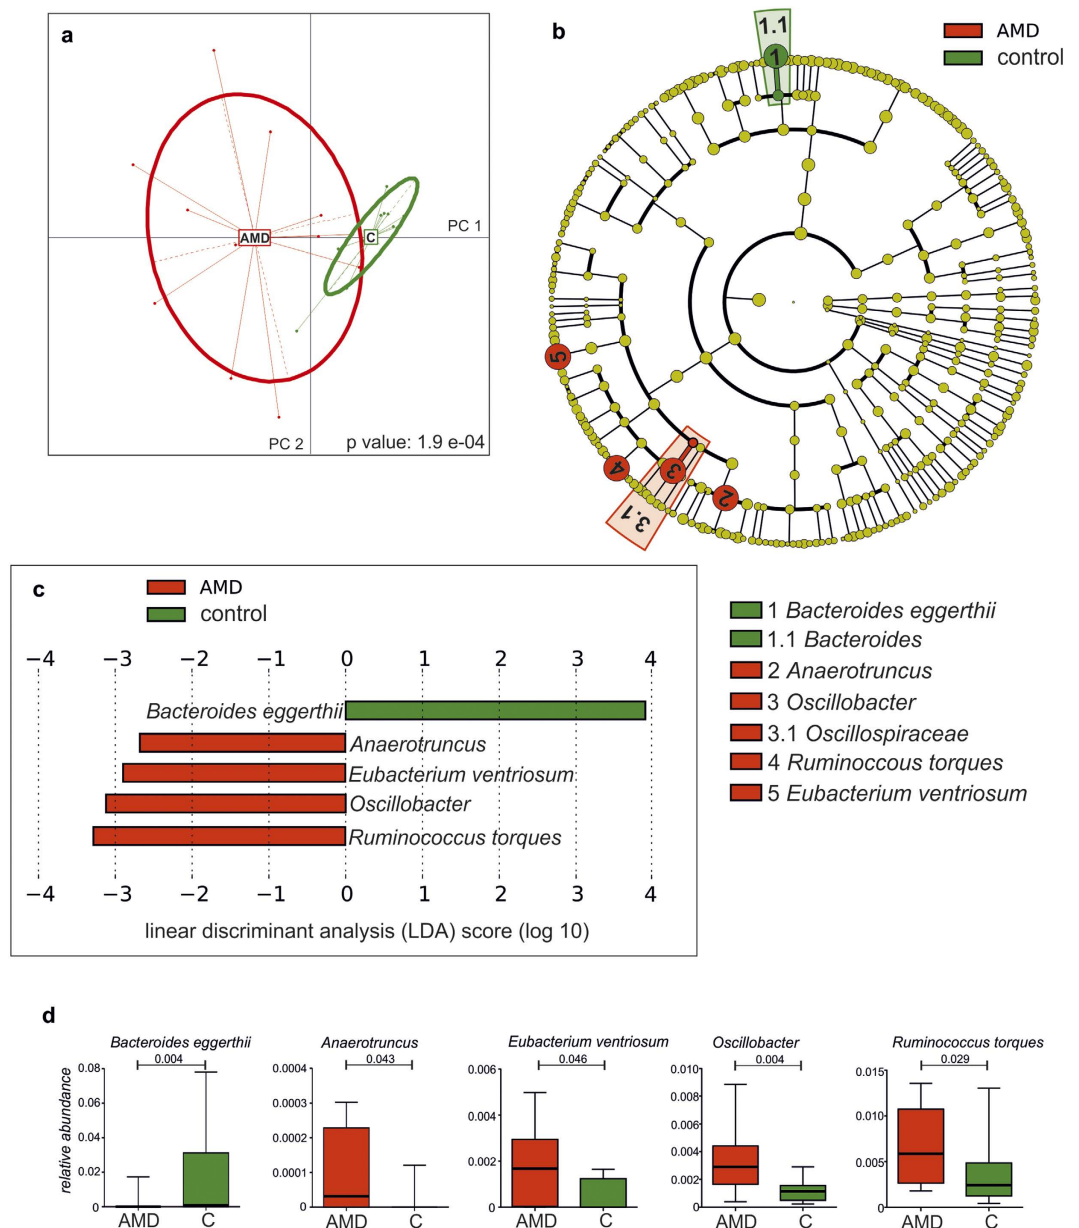 a
AMD
C
PC 1
PC 2
p value: 1.9 e-04
b
AMD
control
1.1
1
5
4
3
3.1
2
c
AMD
control
−4 −3 −2 −1 0 1 2 3 4
Bacteroides eggerthii
Anaerotruncus
Eubacterium ventriosum
Oscillobacter
Ruminococcus torques
−4 −3 −2 −1 0 1 2 3 4
linear discriminant analysis (LDA) score (log 10)
1 Bacteroides eggerthii
1.1 Bacteroides
2 Anaerotruncus
3 Oscillobacter
3.1 Oscillospiraceae
4 Ruminoccous torques
5 Eubacterium ventriosum
d
relative abundance
Bacteroides eggerthii
0.004
0.08
0.06
0.04
0.02
0
AMD C
Anaerotruncus
0.043
0.0004
0.0003
0.0002
0.0001
0
AMD C
Eubacterium ventriosum
0.046
0.006
0.004
0.002
0
AMD C
Oscillobacter
0.004
0.010
0.008
0.006
0.004
0.002
0
AMD C
Ruminococcus torques
0.029
0.015
0.010
0.005
0
AMD C